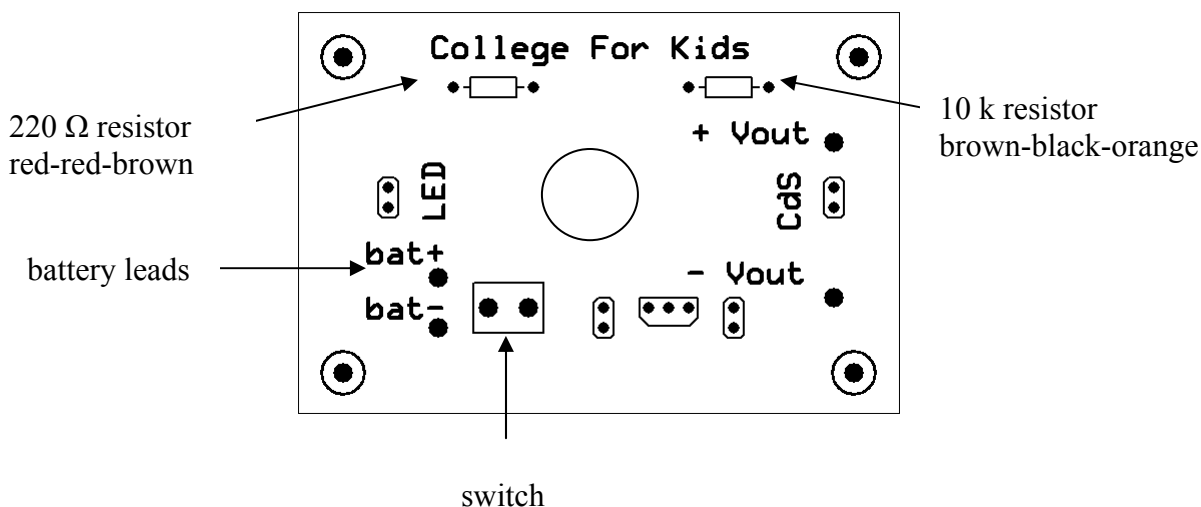 College For Kids
220 Ω resistor
red-red-brown
10 k resistor
brown-black-orange
+ Vout
LED
CdS
battery leads
bat+
- Vout
bat-
switch